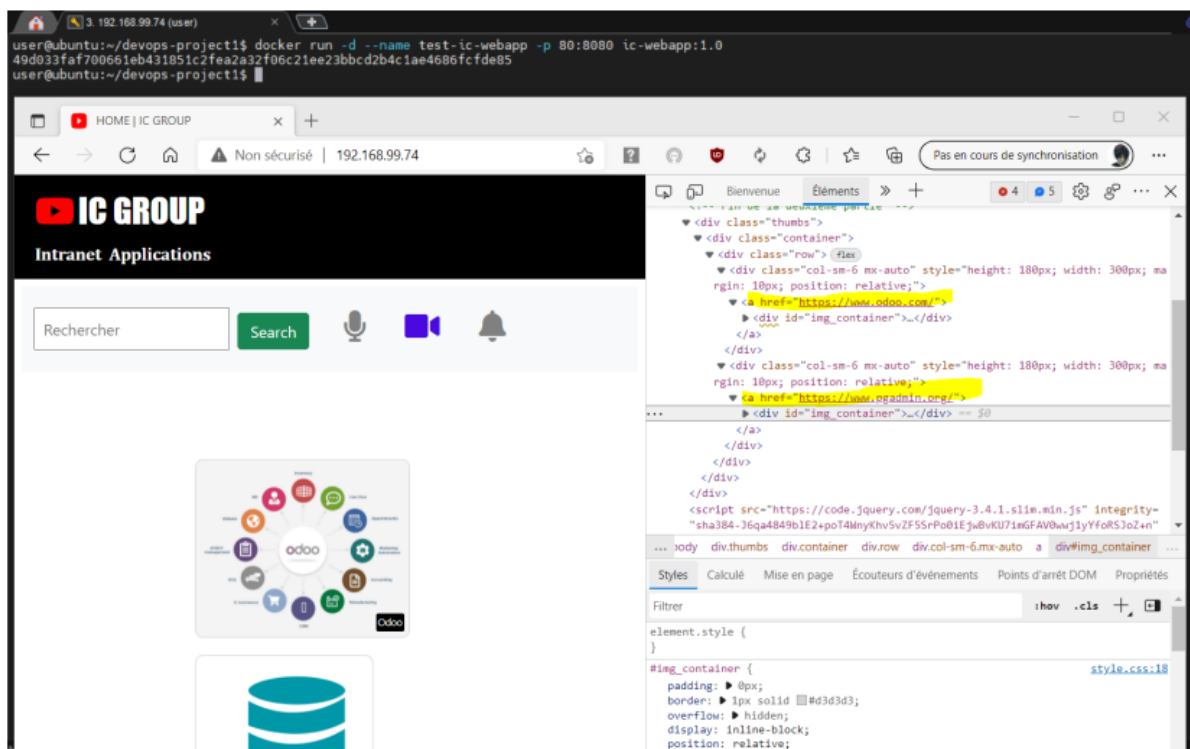 3. 192.168.99.74 (user)
user@ubuntu:~/devops-project1$ docker run -d --name test-ic-webapp -p 80:8080 ic-webapp:1.0
49d033faf700661eb431851c2fea2a32f06c21ee23bbcd2b4c1ae4686fcfde85
user@ubuntu:~/devops-project1$
HOME | IC GROUP
Non sécurisé | 192.168.99.74
Pas en cours de synchronisation
IC GROUP
Intranet Applications
Rechercher
Search
odoo
Odoo
Bienvenue
Éléments
4
5
<!-- Fin de la deuxième partie -->
<div class="thumbs">
<div class="container">
<div class="row"> flex
<div class="col-sm-6 mx-auto" style="height: 180px; width: 300px; ma
rgin: 10px; position: relative;">
<a href="https://www.odoo.com/">
<div id="img_container">…</div>
</a>
</div>
<div class="col-sm-6 mx-auto" style="height: 180px; width: 300px; ma
rgin: 10px; position: relative;">
<a href="https://www.pgadmin.org/">
... <div id="img_container">…</div> == $0
</a>
</div>
</div>
</div>
</div>
<script src="https://code.jquery.com/jquery-3.4.1.slim.min.js" integrity=
... body div.thumbs div.container div.row div.col-sm-6.mx-auto a div#img_container ...
Styles Calculé Mise en page Écouteurs d'événements Points d'arrêt DOM Propriétés
Filtrer
:hov .cls
element.style {
}
#img_container {
style.css:18
padding: 0px;
border: 1px solid #d3d3d3;
overflow: hidden;
display: inline-block;
position: relative;